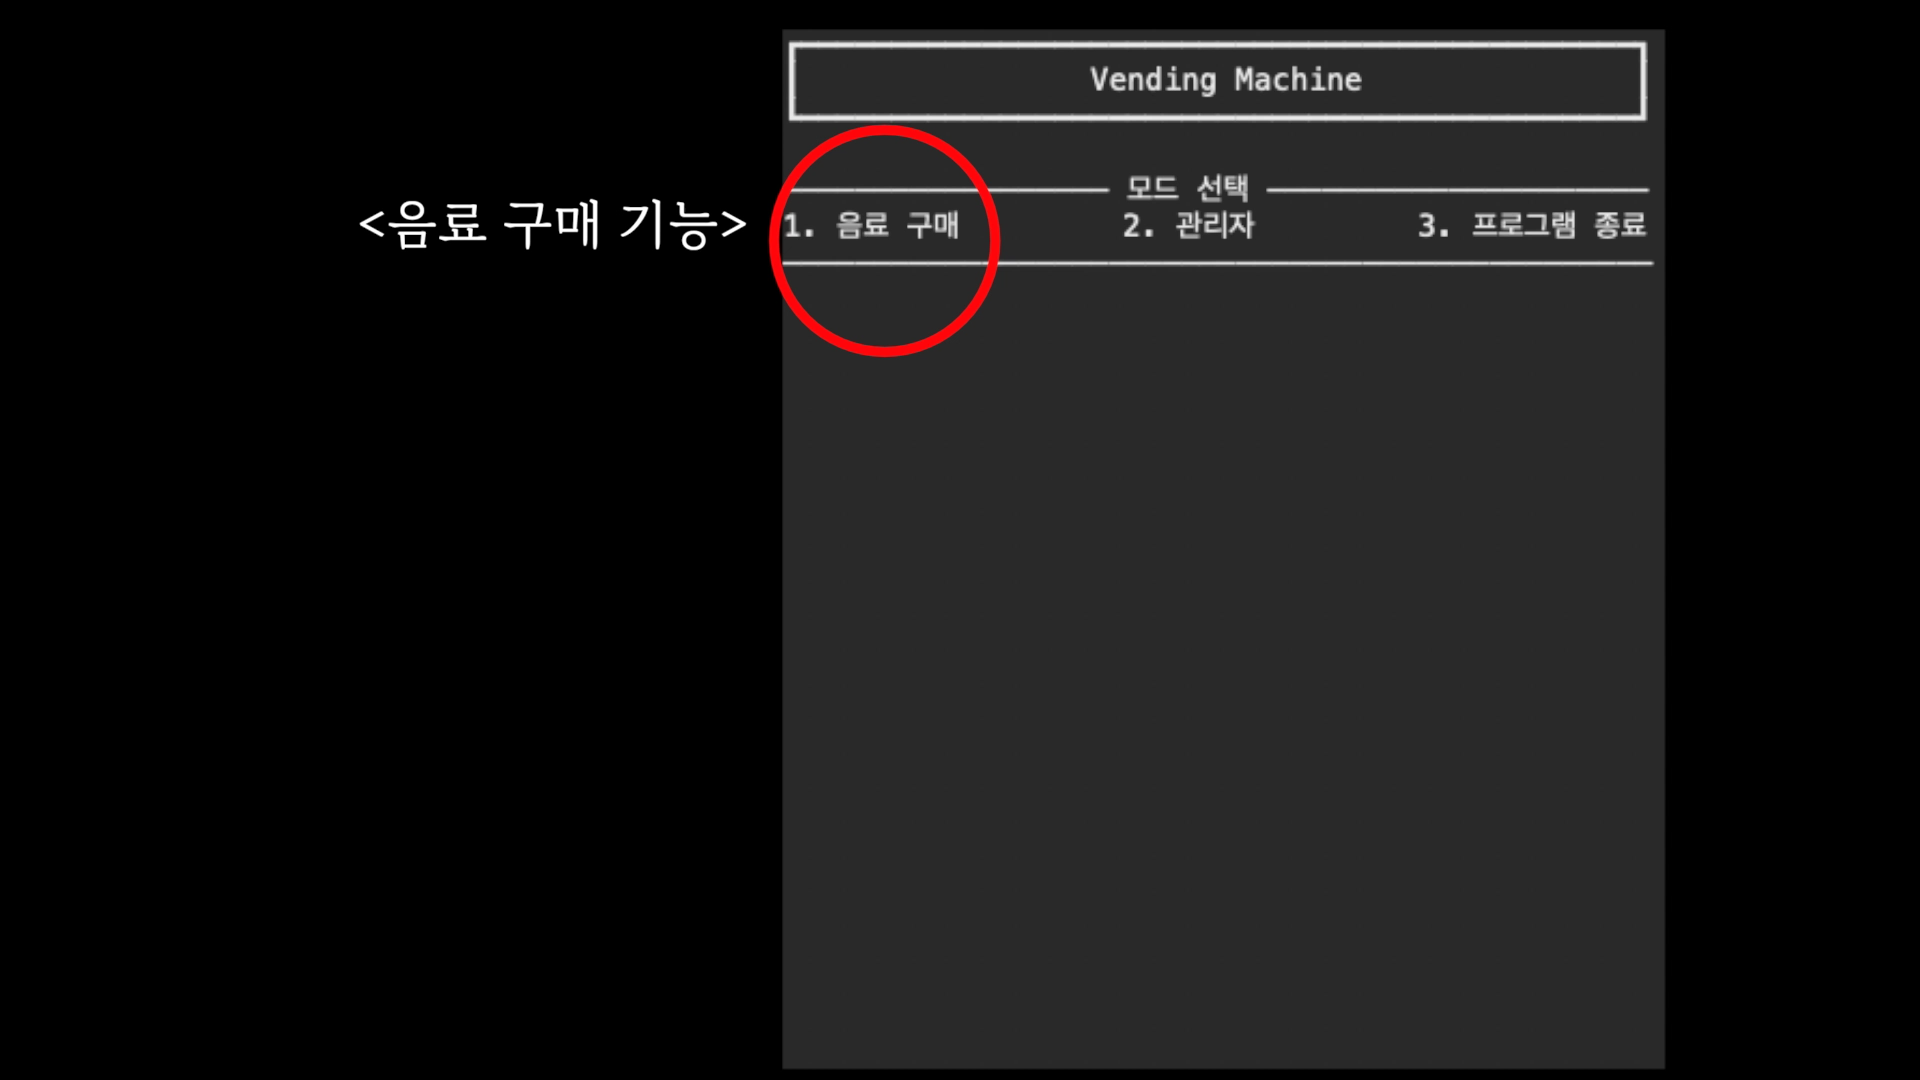 Vending Machine
모드 선택
<음료 구매 기능>
1. 음료 구매 2. 관리자 3. 프로그램 종료